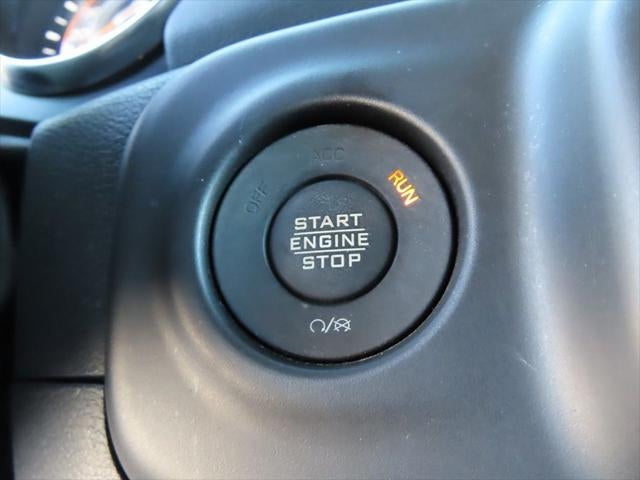 OFF
ACC
RUN
START
ENGINE
STOP